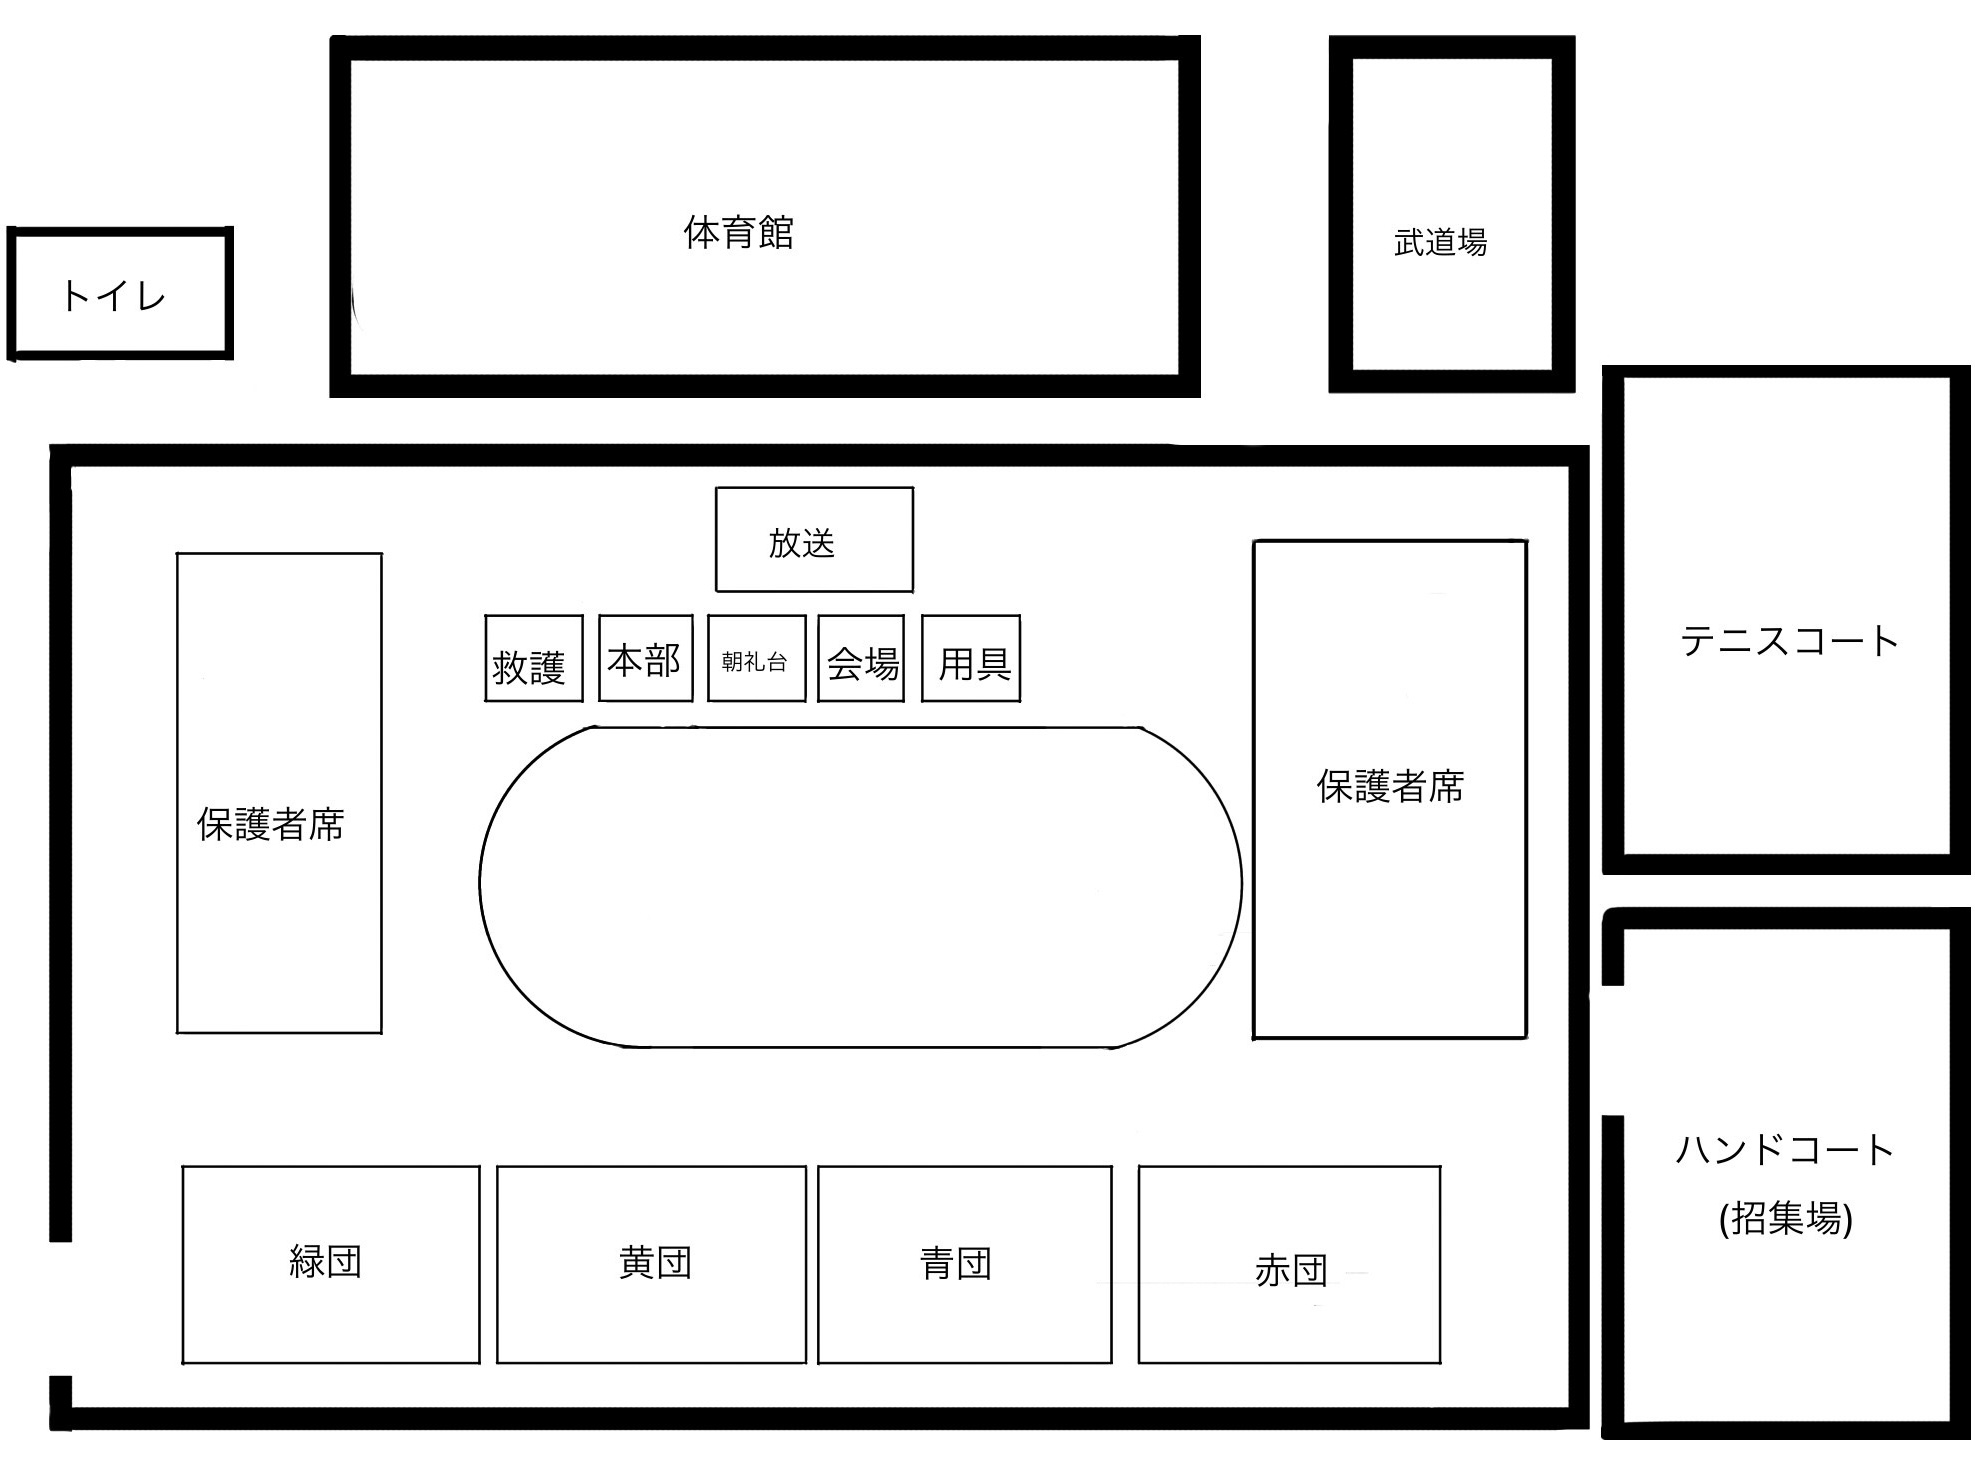 体育館
武道場
トイレ
放送
救護
本部
朝礼台
会場
用具
テニスコート
保護者席
保護者席
ハンドコート
(招集場)
緑団
黄団
青団
赤団